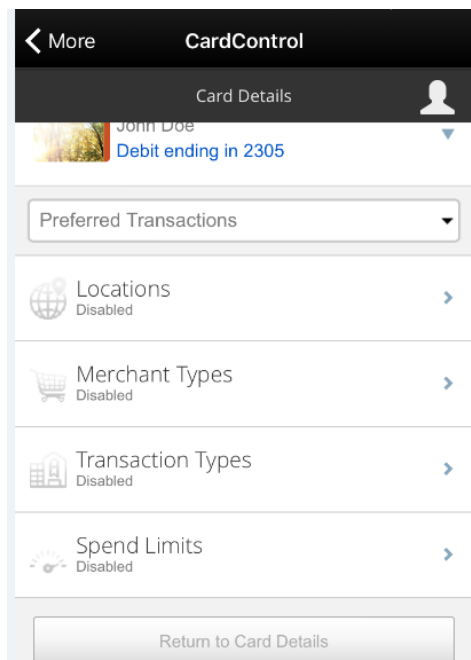 More
CardControl
Card Details
John Doe
Debit ending in 2305
Preferred Transactions
Locations
Disabled
Merchant Types
Disabled
Transaction Types
Disabled
Spend Limits
Disabled
Return to Card Details